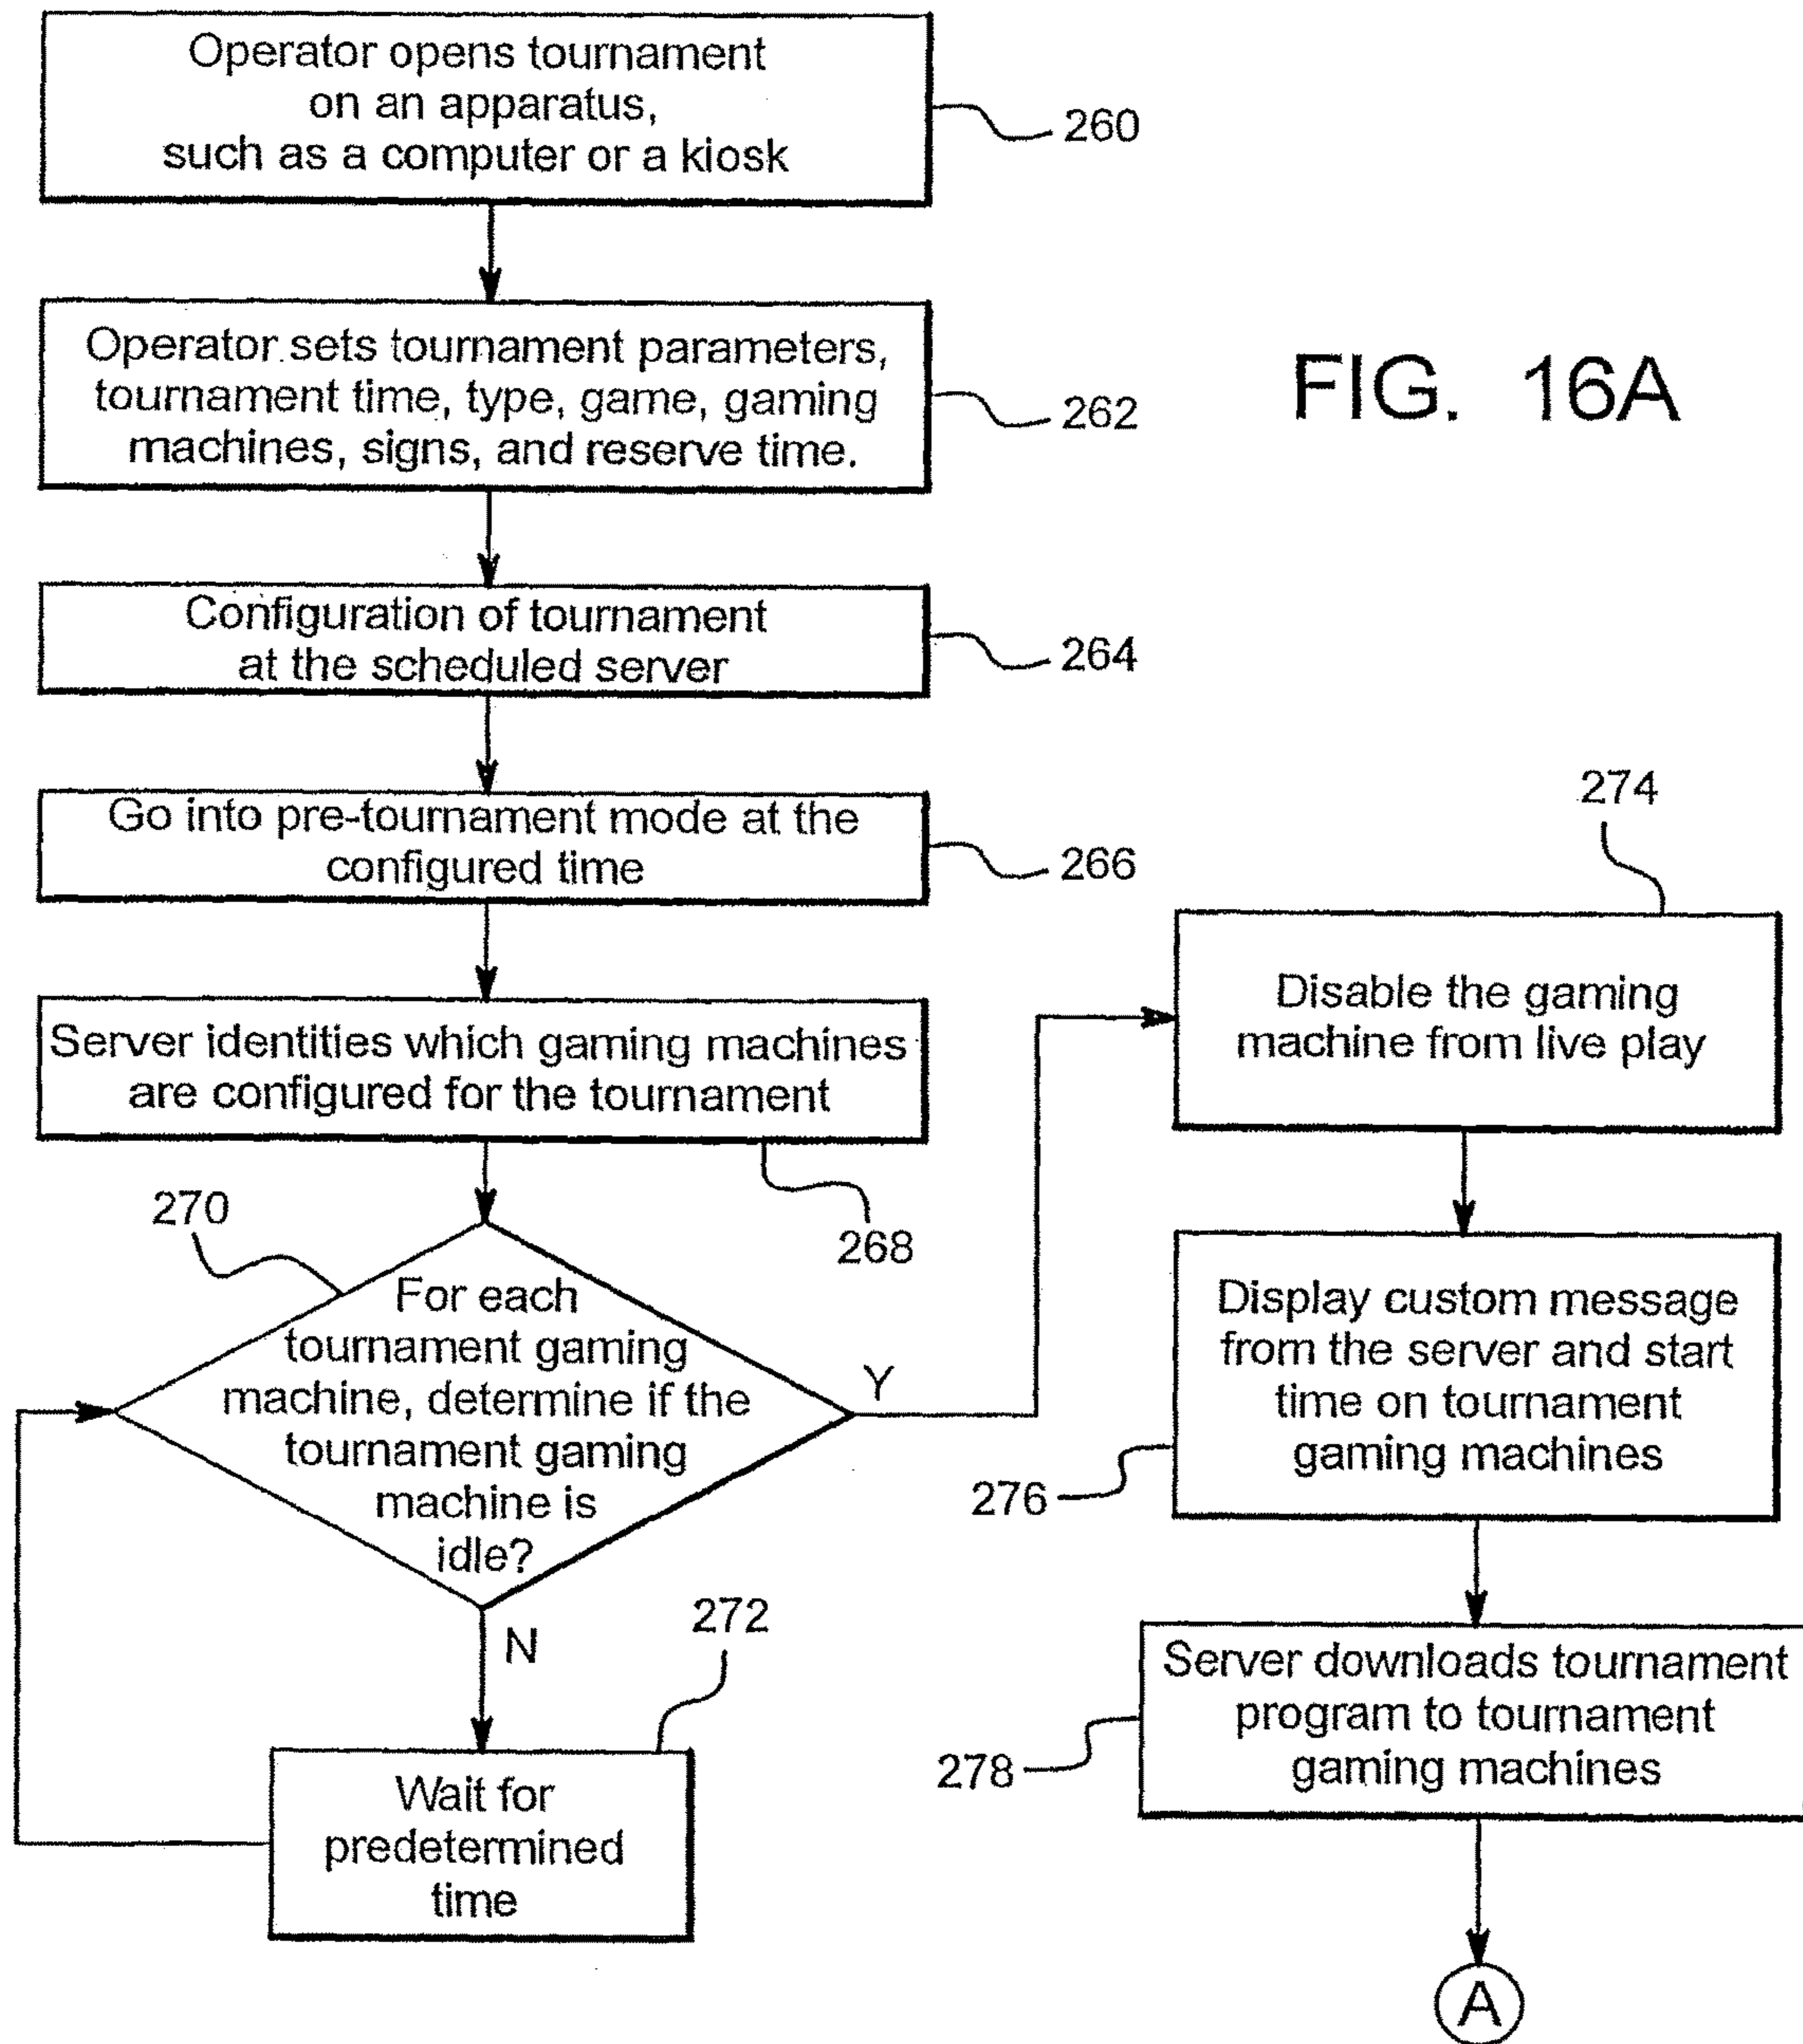 Operator opens tournament
on an apparatus,
such as a computer or a kiosk
260
Operator sets tournament parameters,
tournament time, type, game, gaming
machines, signs, and reserve time.
262
FIG. 16A
Configuration of tournament
at the scheduled server
264
Go into pre-tournament mode at the
configured time
266
Server identities which gaming machines
are configured for the tournament
268
270
For each
tournament gaming
machine, determine if the
tournament gaming
machine is
idle?
Y
N
272
Wait for
predetermined
time
274
Disable the gaming
machine from live play
Display custom message
from the server and start
time on tournament
gaming machines
276
Server downloads tournament
program to tournament
gaming machines
278
A